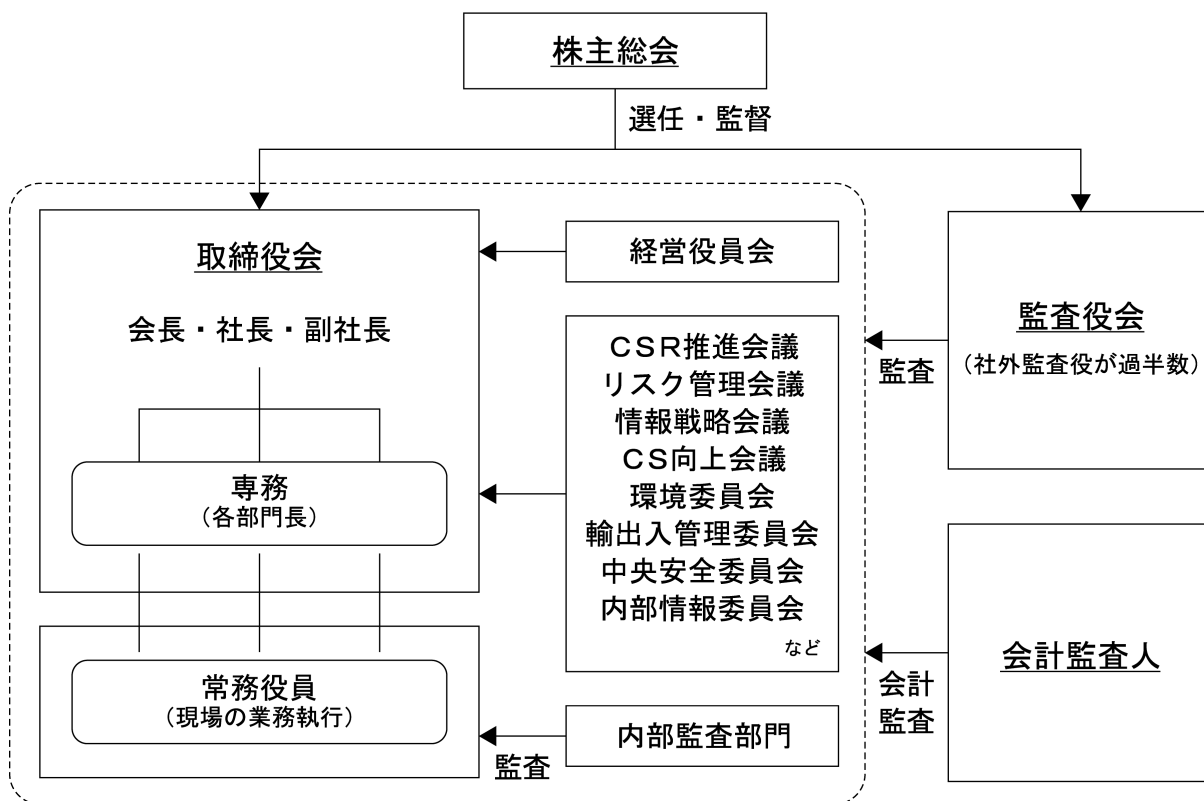 株主総会
選任・監督
取締役会
会長・社長・副社長
専務
（各部門長）
常務役員
（現場の業務執行）
経営役員会
ＣＳＲ推進会議
リスク管理会議
情報戦略会議
ＣＳ向上会議
環境委員会
輸出入管理委員会
中央安全委員会
内部情報委員会
など
内部監査部門
監査
監査役会
（社外監査役が過半数）
監査
会計監査人
会計
監査